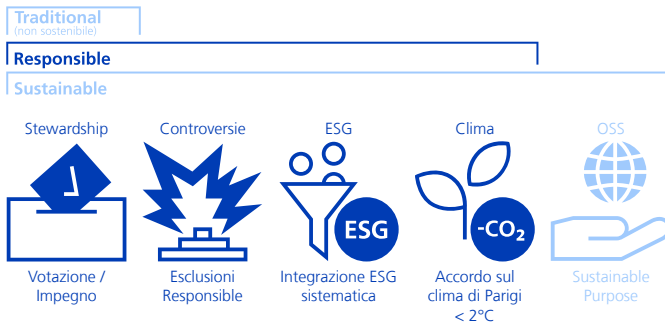 Traditional
(non sostenibile)
Responsible
Sustainable
Stewardship
Controversie
ESG
Clima
OSS
ESG
-CO₂
Votazione /
Impegno
Esclusioni
Responsible
Integrazione ESG
sistematica
Accordo sul
clima di Parigi
< 2°C
Sustainable
Purpose